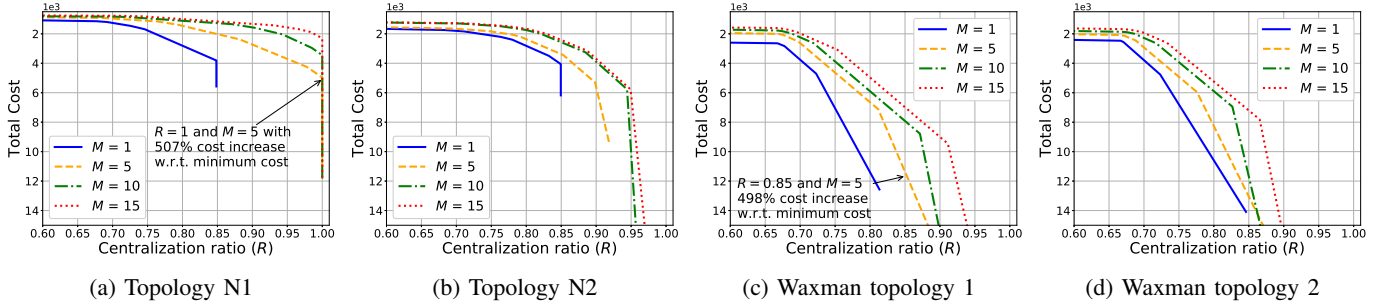 1e3
Total Cost
2
4
6
8
10
12
14
0.60 0.65 0.70 0.75 0.80 0.85 0.90 0.95 1.00
Centralization ratio (R)
R = 1 and M = 5 with
507% cost increase
w.r.t. minimum cost
M = 1
M = 5
M = 10
M = 15
(a) Topology N1
1e3
Total Cost
2
4
6
8
10
12
14
0.60 0.65 0.70 0.75 0.80 0.85 0.90 0.95 1.00
Centralization ratio (R)
M = 1
M = 5
M = 10
M = 15
(b) Topology N2
1e3
Total Cost
2
4
6
8
10
12
14
0.60 0.65 0.70 0.75 0.80 0.85 0.90 0.95 1.00
Centralization ratio (R)
M = 1
M = 5
M = 10
M = 15
R = 0.85 and M = 5
498% cost increase
w.r.t. minimum cost
(c) Waxman topology 1
1e3
Total Cost
2
4
6
8
10
12
14
0.60 0.65 0.70 0.75 0.80 0.85 0.90 0.95 1.00
Centralization ratio (R)
M = 1
M = 5
M = 10
M = 15
(d) Waxman topology 2